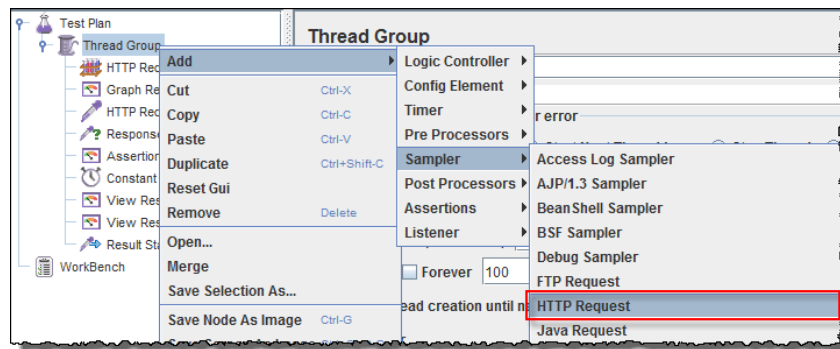 Test Plan
Thread Group
Thread Group
HTTP Rec
Graph Re
HTTP Rec
Response
Assertion
Constant
View Res
View Res
Result Sta
WorkBench
Add
Cut Ctrl-X
Copy Ctrl-C
Paste Ctrl-V
Duplicate Ctrl+Shift-C
Reset Gui
Remove Delete
Open...
Merge
Save Selection As...
Save Node As Image Ctrl-G
Logic Controller
Config Element
Timer
Pre Processors
Sampler
Post Processors
Assertions
Listener
r error
Forever 100
ead creation until n
Access Log Sampler
AJP/1.3 Sampler
BeanShell Sampler
BSF Sampler
Debug Sampler
FTP Request
HTTP Request
Java Request